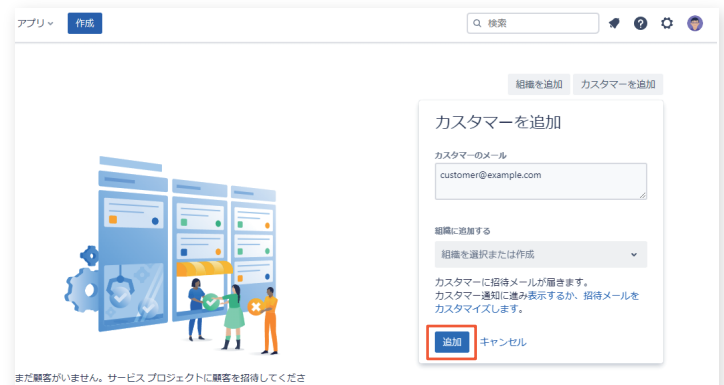 アプリ
作成
検索
組織を追加 カスタマーを追加
カスタマーを追加
カスタマーのメール
customer@example.com
組織に追加する
組織を選択または作成
カスタマーに招待メールが届きます。
カスタマー通知に進み表示するか、招待メールを
カスタマイズします。
追加 キャンセル
まだ顧客がいません。サービス プロジェクトに顧客を招待してくださ